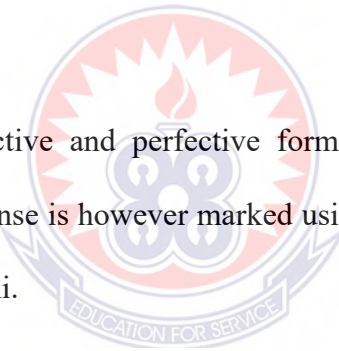 ctive and perfective form
nse is however marked usi
i.
EDUCATION FOR SERVICE